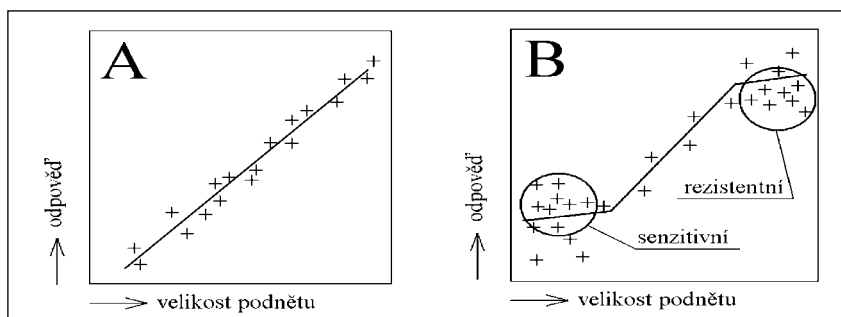 A
odpověď
velikost podnětu
B
odpověď
rezistentní
senzitivní
velikost podnětu